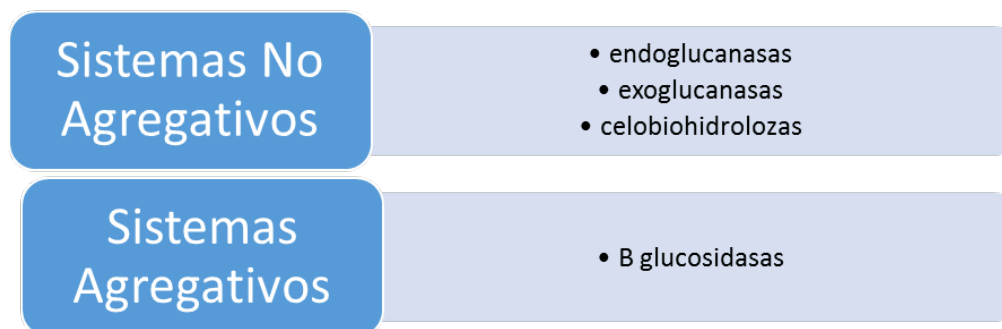 Sistemas No
Agregativos
• endoglucanasas
• exoglucanasas
• celobiohidrolozas
Sistemas
Agregativos
• B glucosidasas